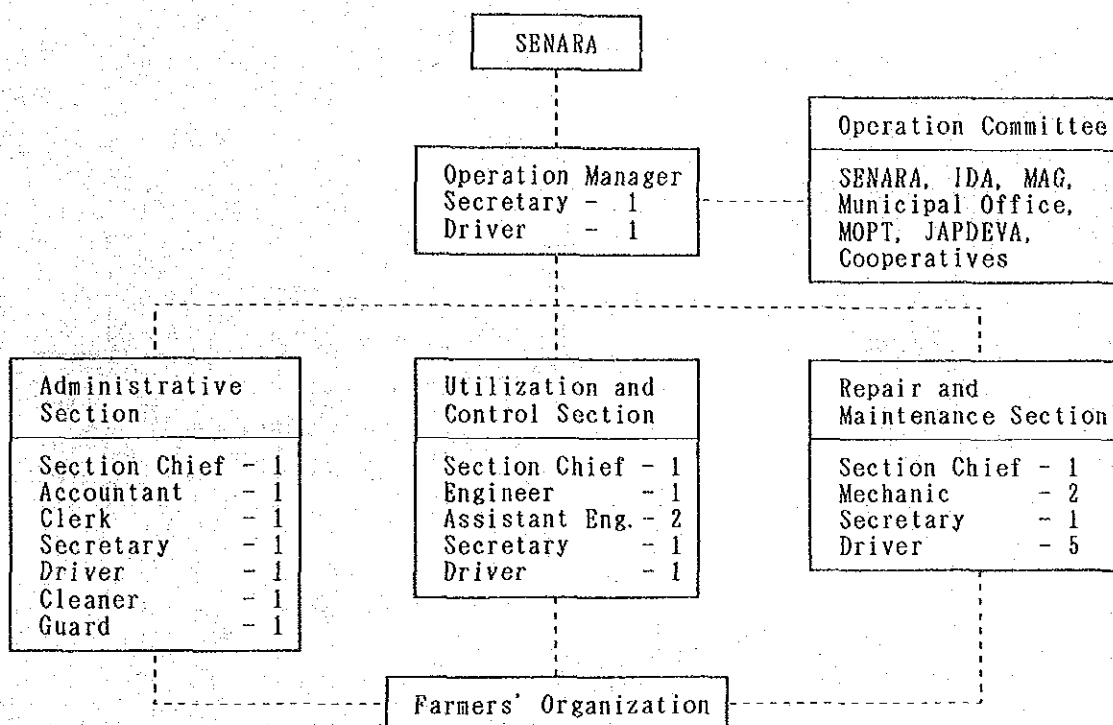 SENARA
Operation Manager
Secretary - 1
Driver - 1
Operation Committee
SENARA, IDA, MAG,
Municipal Office,
MOPT, JAPDEVA,
Cooperatives
Administrative
Section
Section Chief - 1
Accountant - 1
Clerk - 1
Secretary - 1
Driver - 1
Cleaner - 1
Guard - 1
Utilization and
Control Section
Section Chief - 1
Engineer - 1
Assistant Eng. - 2
Secretary - 1
Driver - 1
Repair and
Maintenance Section
Section Chief - 1
Mechanic - 2
Secretary - 1
Driver - 5
Farmers' Organization